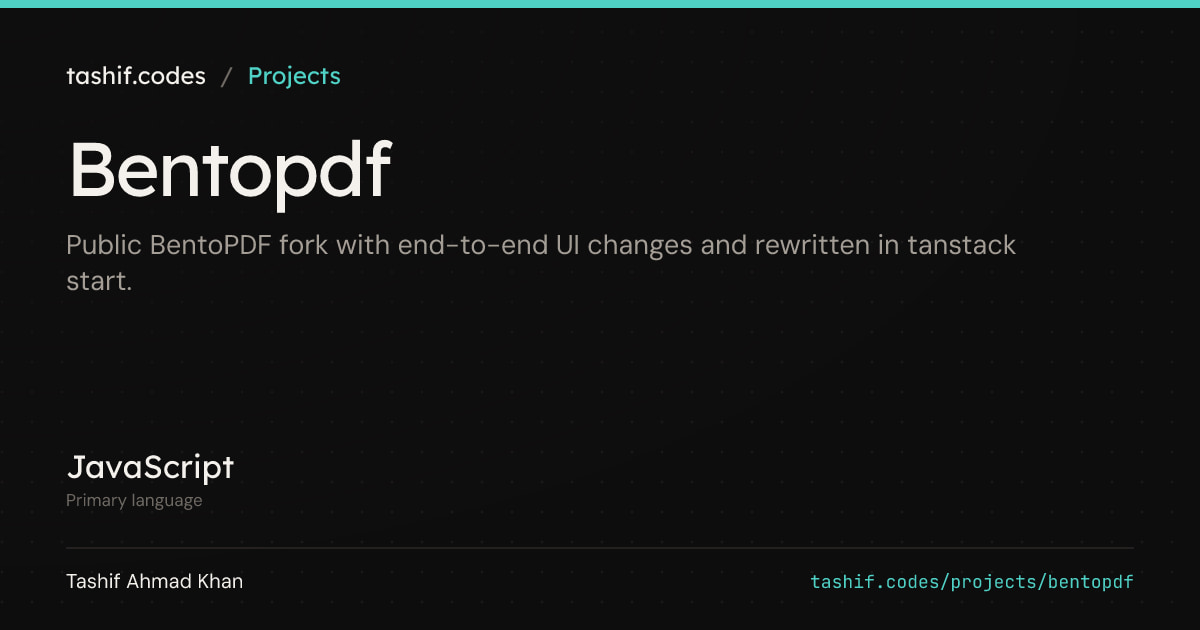 tashif.codes / Projects
Bentopdf
Public BentoPDF fork with end-to-end UI changes and rewritten in tanstack
start.
JavaScript
Primary language
Tashif Ahmad Khan
tashif.codes/projects/bentopdf